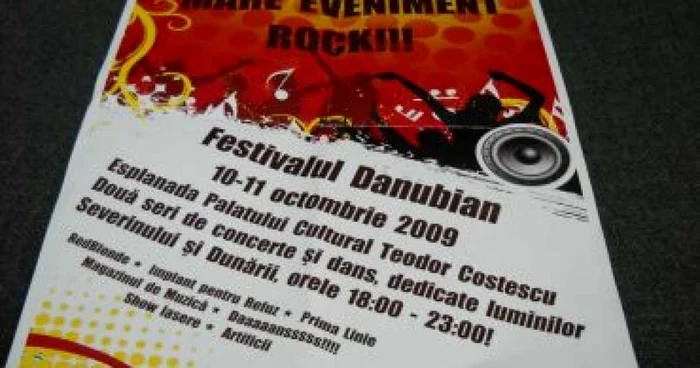 MARE EVENIMENT
ROCK!!!
Festivalul Danubian
10-11 octombrie 2009
Esplanada Palatului Cultural Teodor Costescu
Două seri de concerte și dans, dedicate luminilor
Severinului și Dunării, orele 18:00 - 23:00!
RedBlonde * Implant pentru Refuz * Prima Linie
Magazinul de Muzică * Daaaaansssss!!!!
Show lasere * Artificii